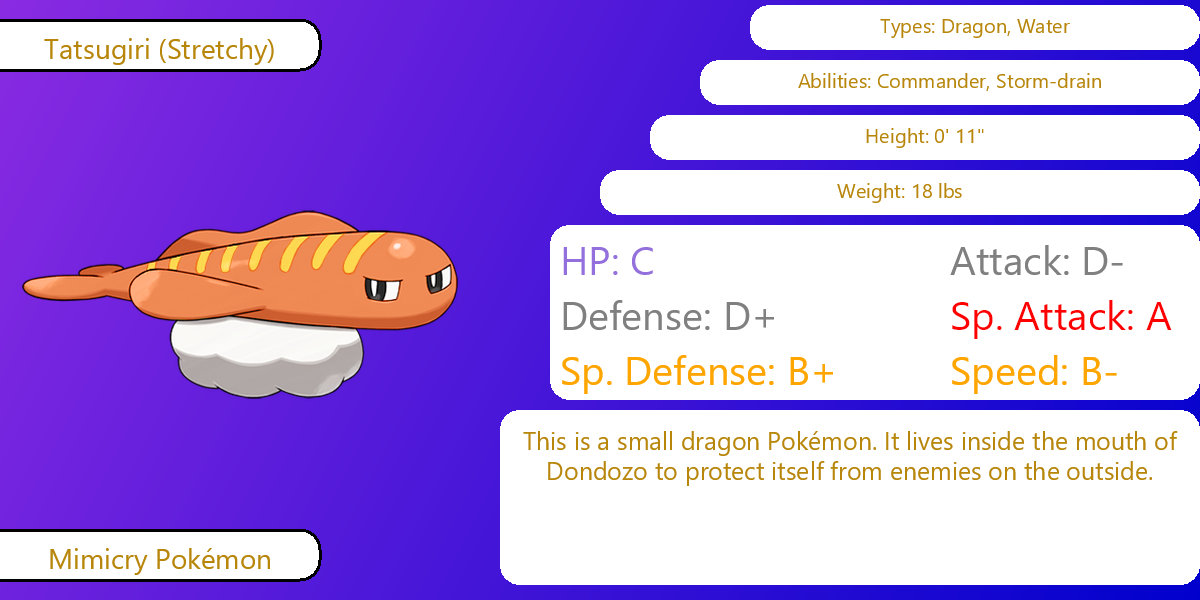 Tatsugiri (Stretchy)
Types: Dragon, Water
Abilities: Commander, Storm-drain
Height: 0' 11"
Weight: 18 lbs
HP: C
Attack: D-
Defense: D+
Sp. Attack: A
Sp. Defense: B+
Speed: B-
This is a small dragon Pokémon. It lives inside the mouth of
Dondozo to protect itself from enemies on the outside.
Mimicry Pokémon